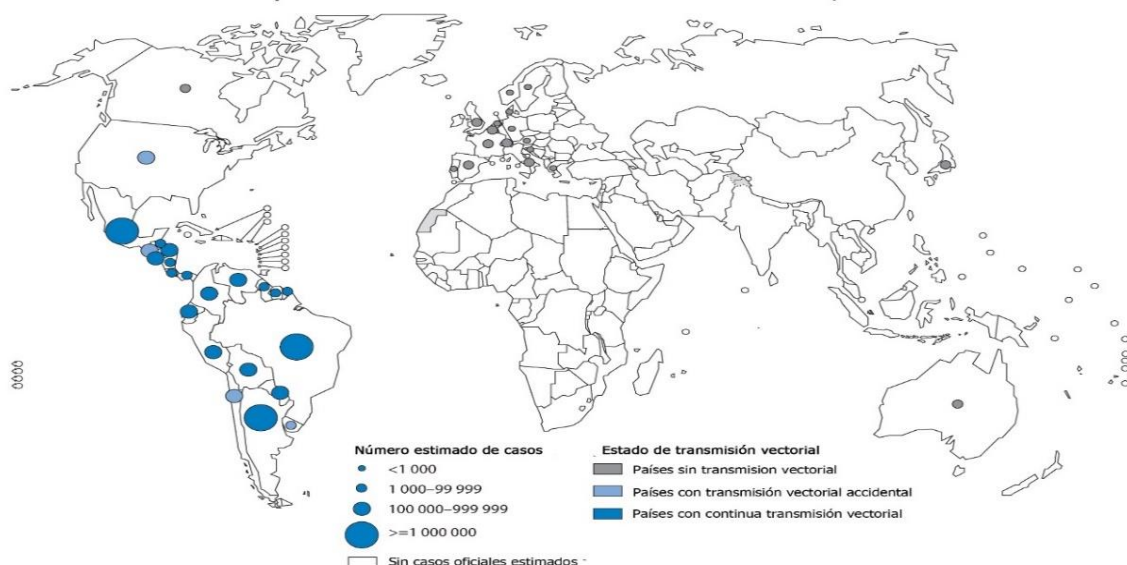 Número estimado de casos
<1 000
1 000–99 999
100 000–999 999
>=1 000 000
Sin casos oficiales estimados
Estado de transmisión vectorial
Países sin transmision vectorial
Países con transmisión vectorial accidental
Países con continua transmisión vectorial